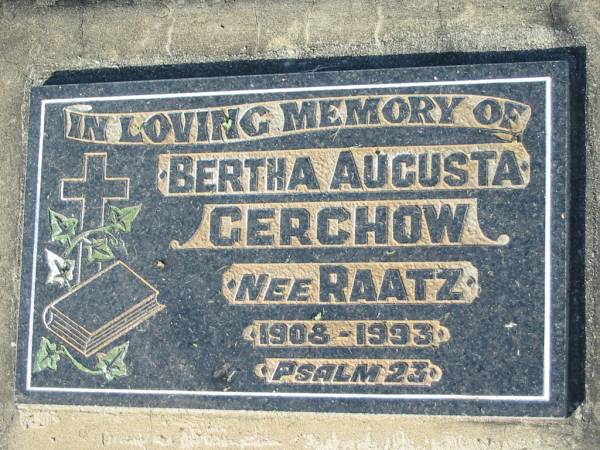 IN LOVING MEMORY OF
BERTHA AUGUSTA
GERCHOW
NEE RAATZ
1908 - 1993
PSALM 23